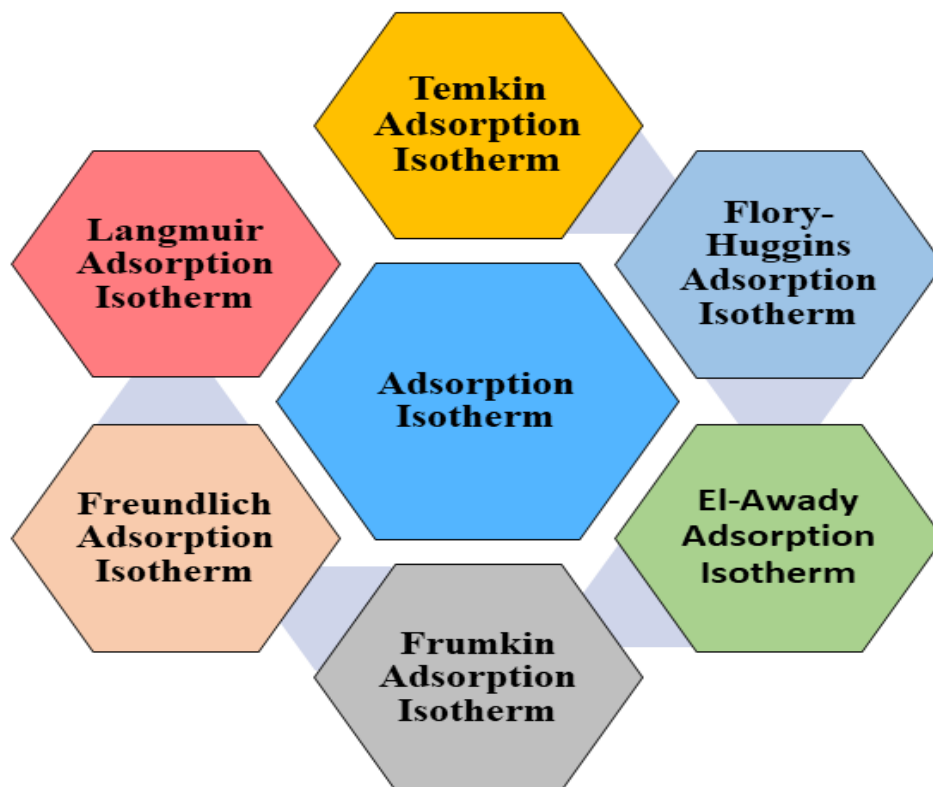 Temkin
Adsorption
Isotherm
Langmuir
Adsorption
Isotherm
Flory-
Huggins
Adsorption
Isotherm
Adsorption
Isotherm
Freundlich
Adsorption
Isotherm
El-Awady
Adsorption
Isotherm
Frumkin
Adsorption
Isotherm